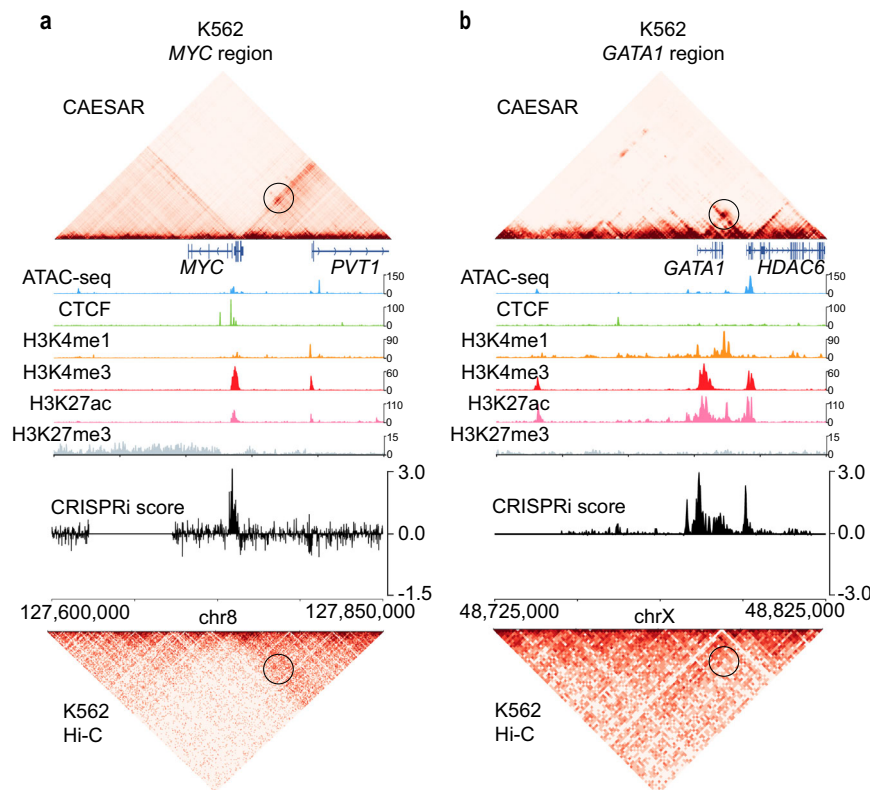 a
K562
MYC region
CAESAR
MYC
PVT1
ATAC-seq
150
0
CTCF
100
0
H3K4me1
90
0
H3K4me3
60
0
H3K27ac
110
0
H3K27me3
15
0
CRISPRi score
3.0
0.0
-1.5
127,600,000
chr8
127,850,000
K562
Hi-C
b
K562
GATA1 region
CAESAR
GATA1
HDAC6
ATAC-seq
150
0
CTCF
100
0
H3K4me1
90
0
H3K4me3
60
0
H3K27ac
110
0
H3K27me3
15
0
CRISPRi score
3.0
0.0
-3.0
48,725,000
chrX
48,825,000
K562
Hi-C